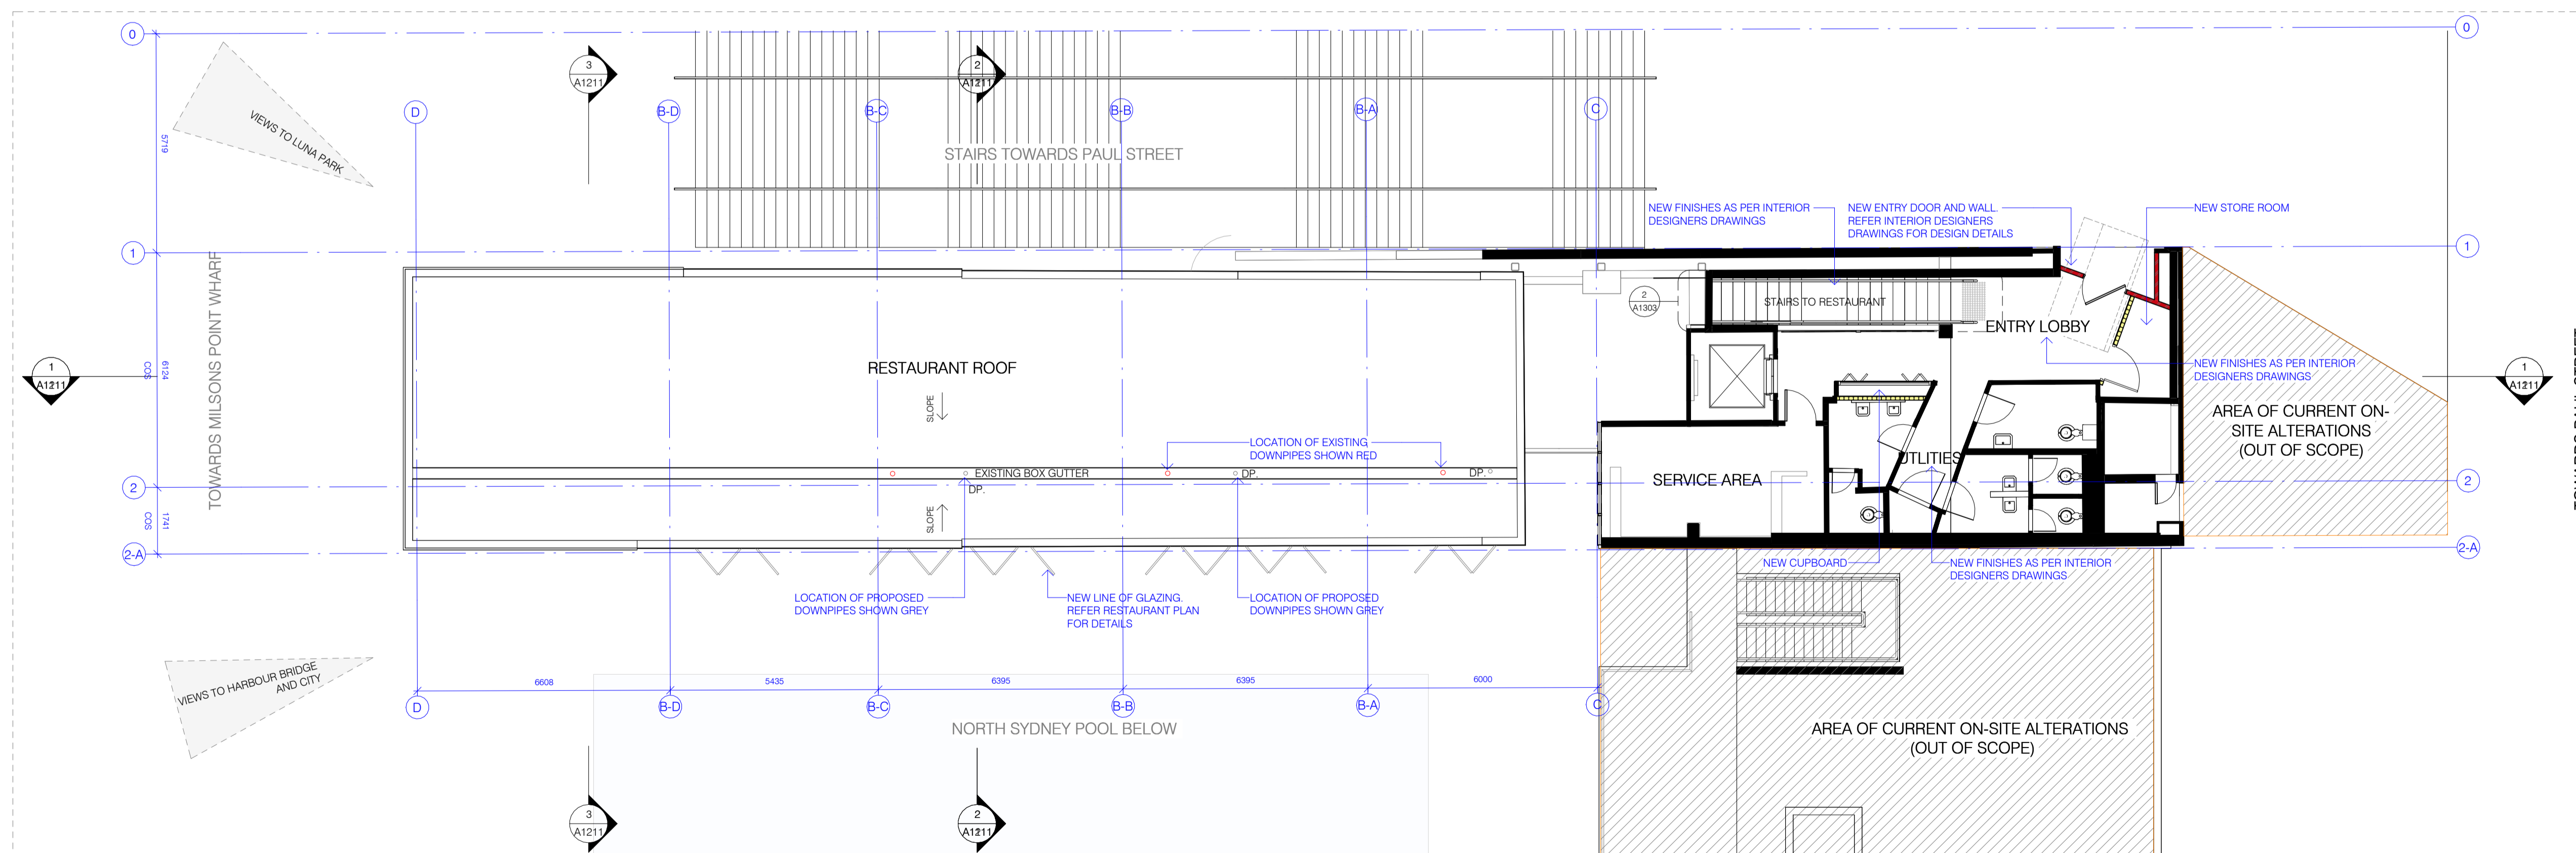 0
0
3
A1211
2
A1211
D
B-D
B-C
B-B
B-A
C
VIEWS TO LUNA PARK
5719
STAIRS TOWARDS PAUL STREET
NEW FINISHES AS PER INTERIOR
DESIGNERS DRAWINGS
NEW ENTRY DOOR AND WALL.
REFER INTERIOR DESIGNERS
DRAWINGS FOR DESIGN DETAILS
NEW STORE ROOM
1
1
TOWARDS MILSONS POINT WHARF
2
A1303
STAIRS TO RESTAURANT
ENTRY LOBBY
RESTAURANT ROOF
6124
COS
1
A1211
1
A1211
NEW FINISHES AS PER INTERIOR
DESIGNERS DRAWINGS
SLOPE
AREA OF CURRENT ON-
SITE ALTERATIONS
(OUT OF SCOPE)
LOCATION OF EXISTING
DOWNPIPES SHOWN RED
EXISTING BOX GUTTER
DP.
DP.
DP.
UTLITIES
SERVICE AREA
2
2
1741
COS
SLOPE
2-A
2-A
NEW CUPBOARD
NEW FINISHES AS PER INTERIOR
DESIGNERS DRAWINGS
LOCATION OF PROPOSED
DOWNPIPES SHOWN GREY
NEW LINE OF GLAZING.
REFER RESTAURANT PLAN
FOR DETAILS
LOCATION OF PROPOSED
DOWNPIPES SHOWN GREY
VIEWS TO HARBOUR BRIDGE
AND CITY
6608
5435
6395
6395
6000
D
B-D
B-C
B-B
B-A
C
NORTH SYDNEY POOL BELOW
AREA OF CURRENT ON-SITE ALTERATIONS
(OUT OF SCOPE)
3
A1211
2
A1211